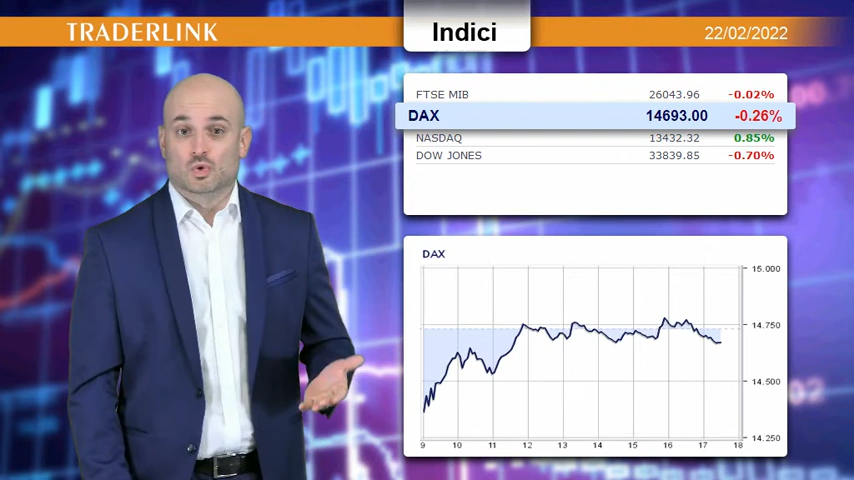 TRADERLINK
Indici
22/02/2022
FTSE MIB 26043.96 -0.02%
DAX 14693.00 -0.26%
NASDAQ 13432.32 0.85%
DOW JONES 33839.85 -0.70%
DAX
15.000
14.750
14.500
14.250
9 10 11 12 13 14 15 16 17 18